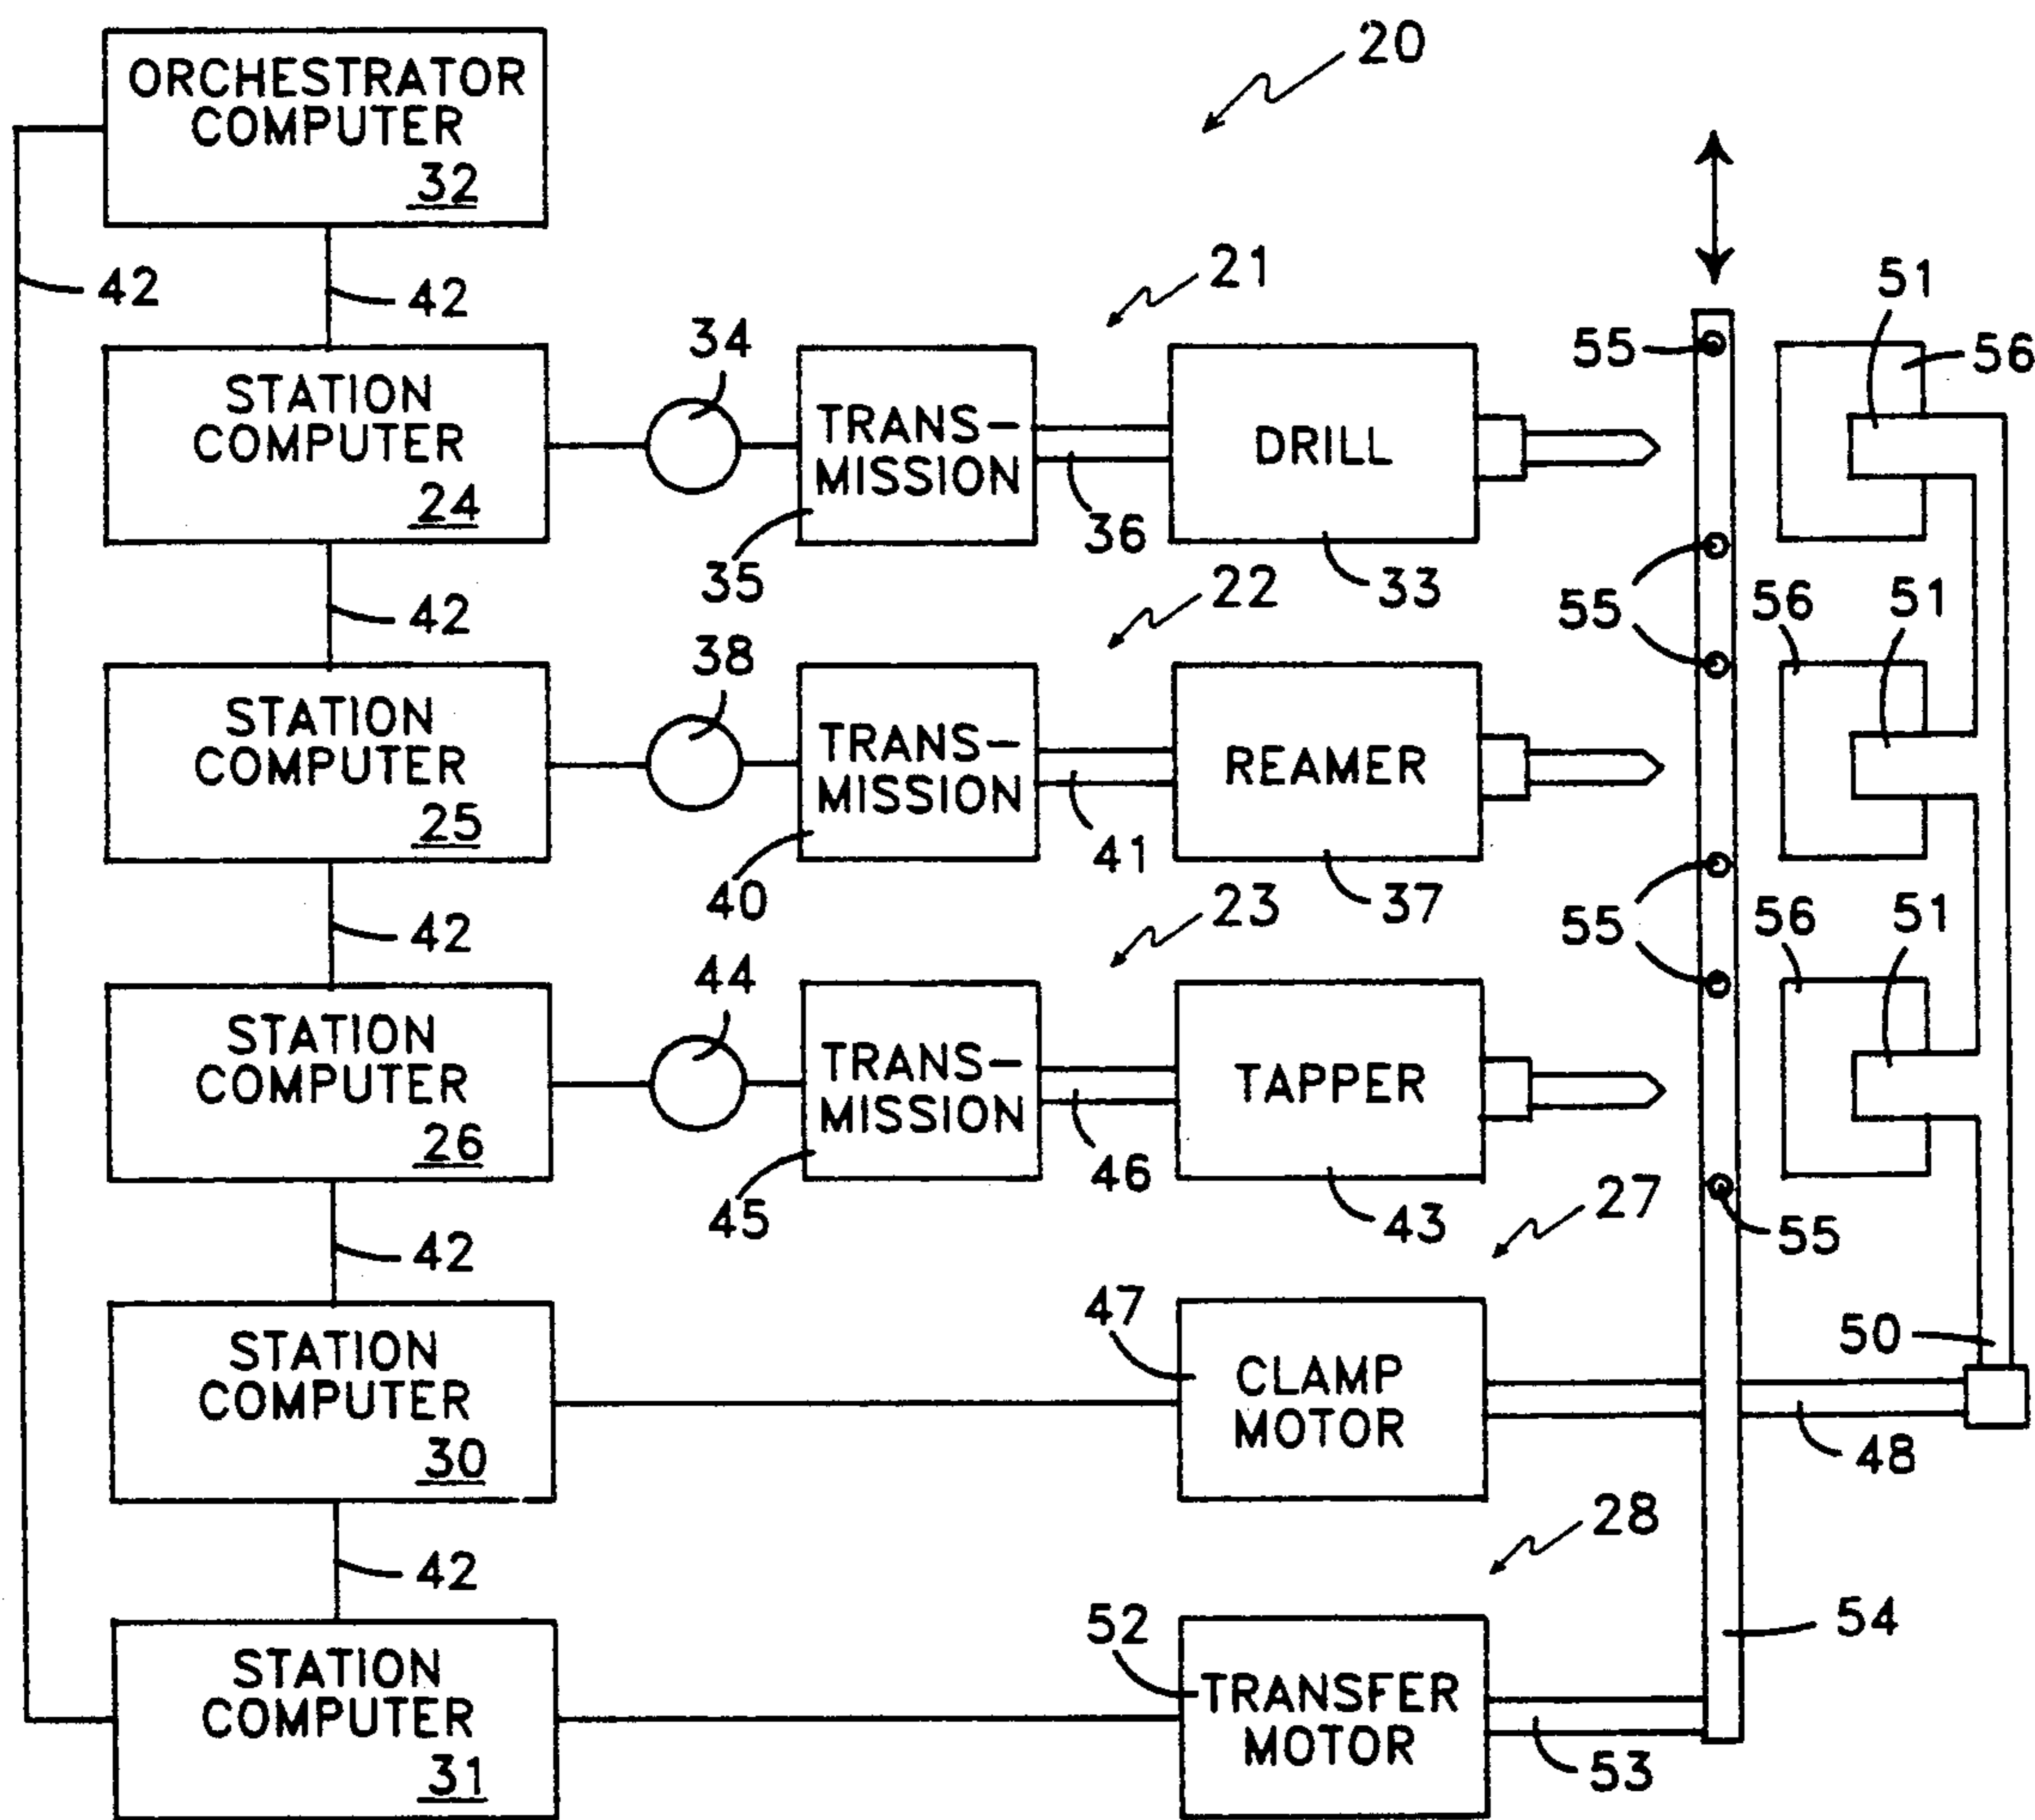 20
ORCHESTRATOR
COMPUTER
32
42
42
21
51
34
55
56
STATION
COMPUTER
24
TRANS-
MISSION
DRILL
36
35
33
55
42
22
56
51
38
STATION
COMPUTER
25
TRANS-
MISSION
REAMER
41
40
37
55
42
23
56
51
44
STATION
COMPUTER
26
TRANS-
MISSION
TAPPER
46
45
43
27
55
42
47
50
STATION
COMPUTER
30
CLAMP
MOTOR
48
28
42
52
54
STATION
COMPUTER
31
TRANSFER
MOTOR
53